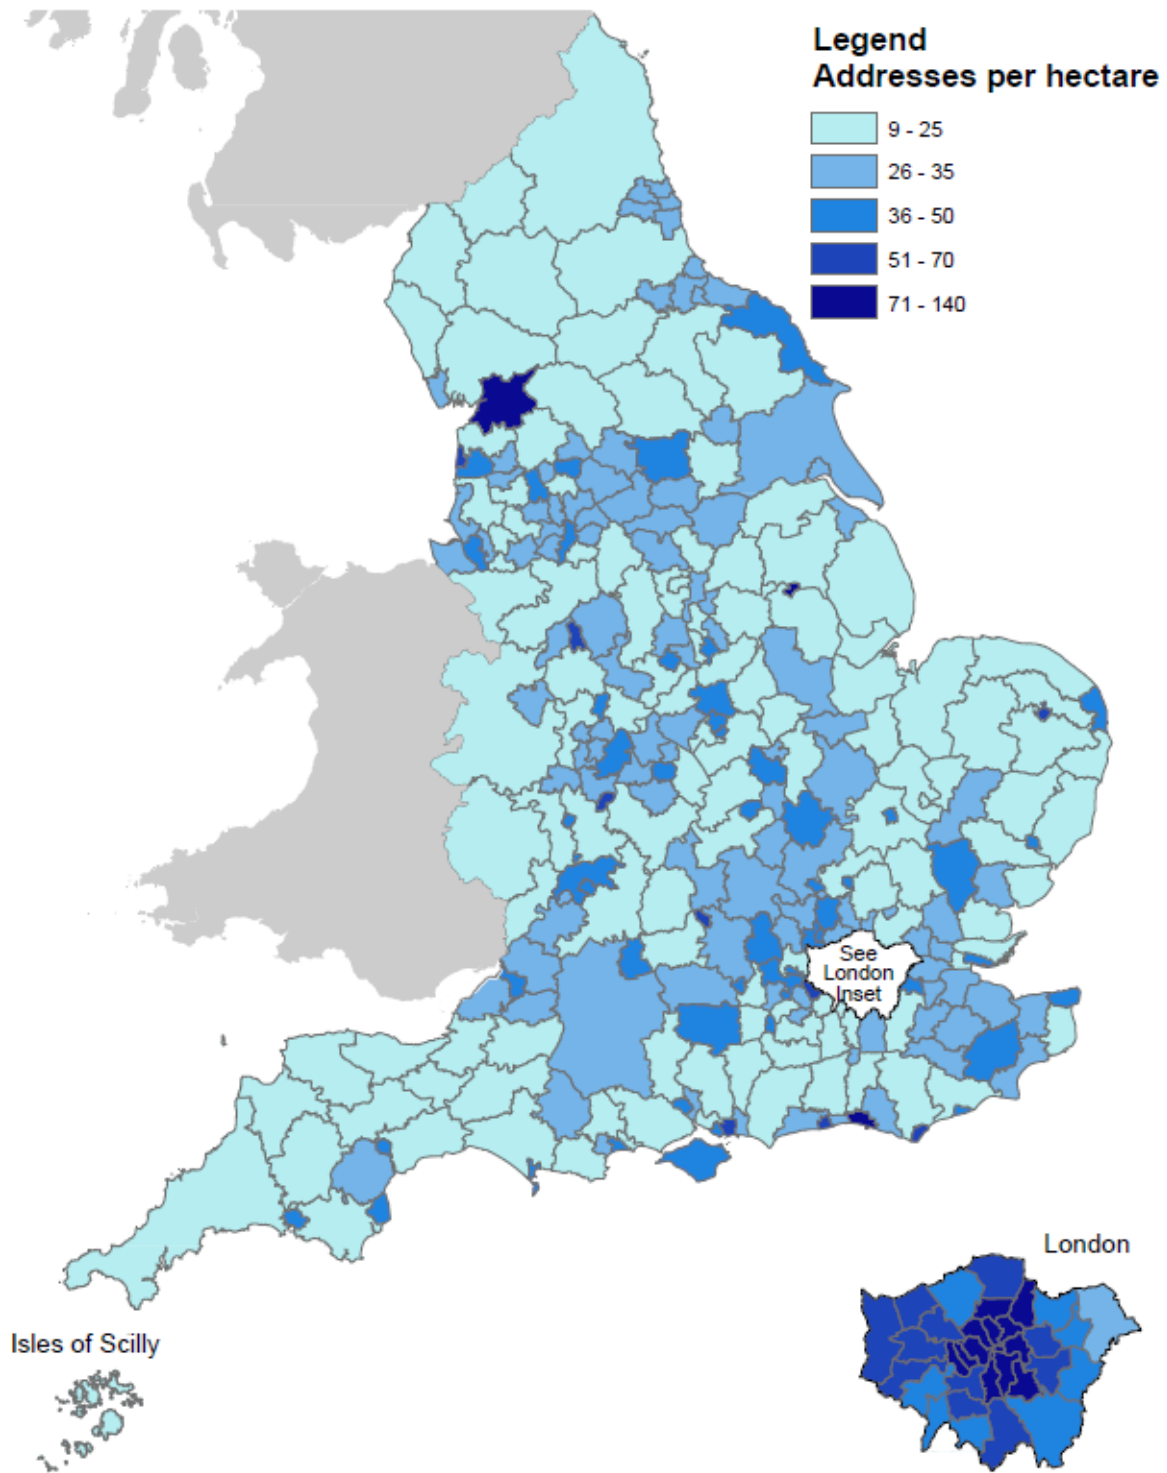 Legend
Addresses per hectare
9 - 25
26 - 35
36 - 50
51 - 70
71 - 140
See
London
Inset
London
Isles of Scilly